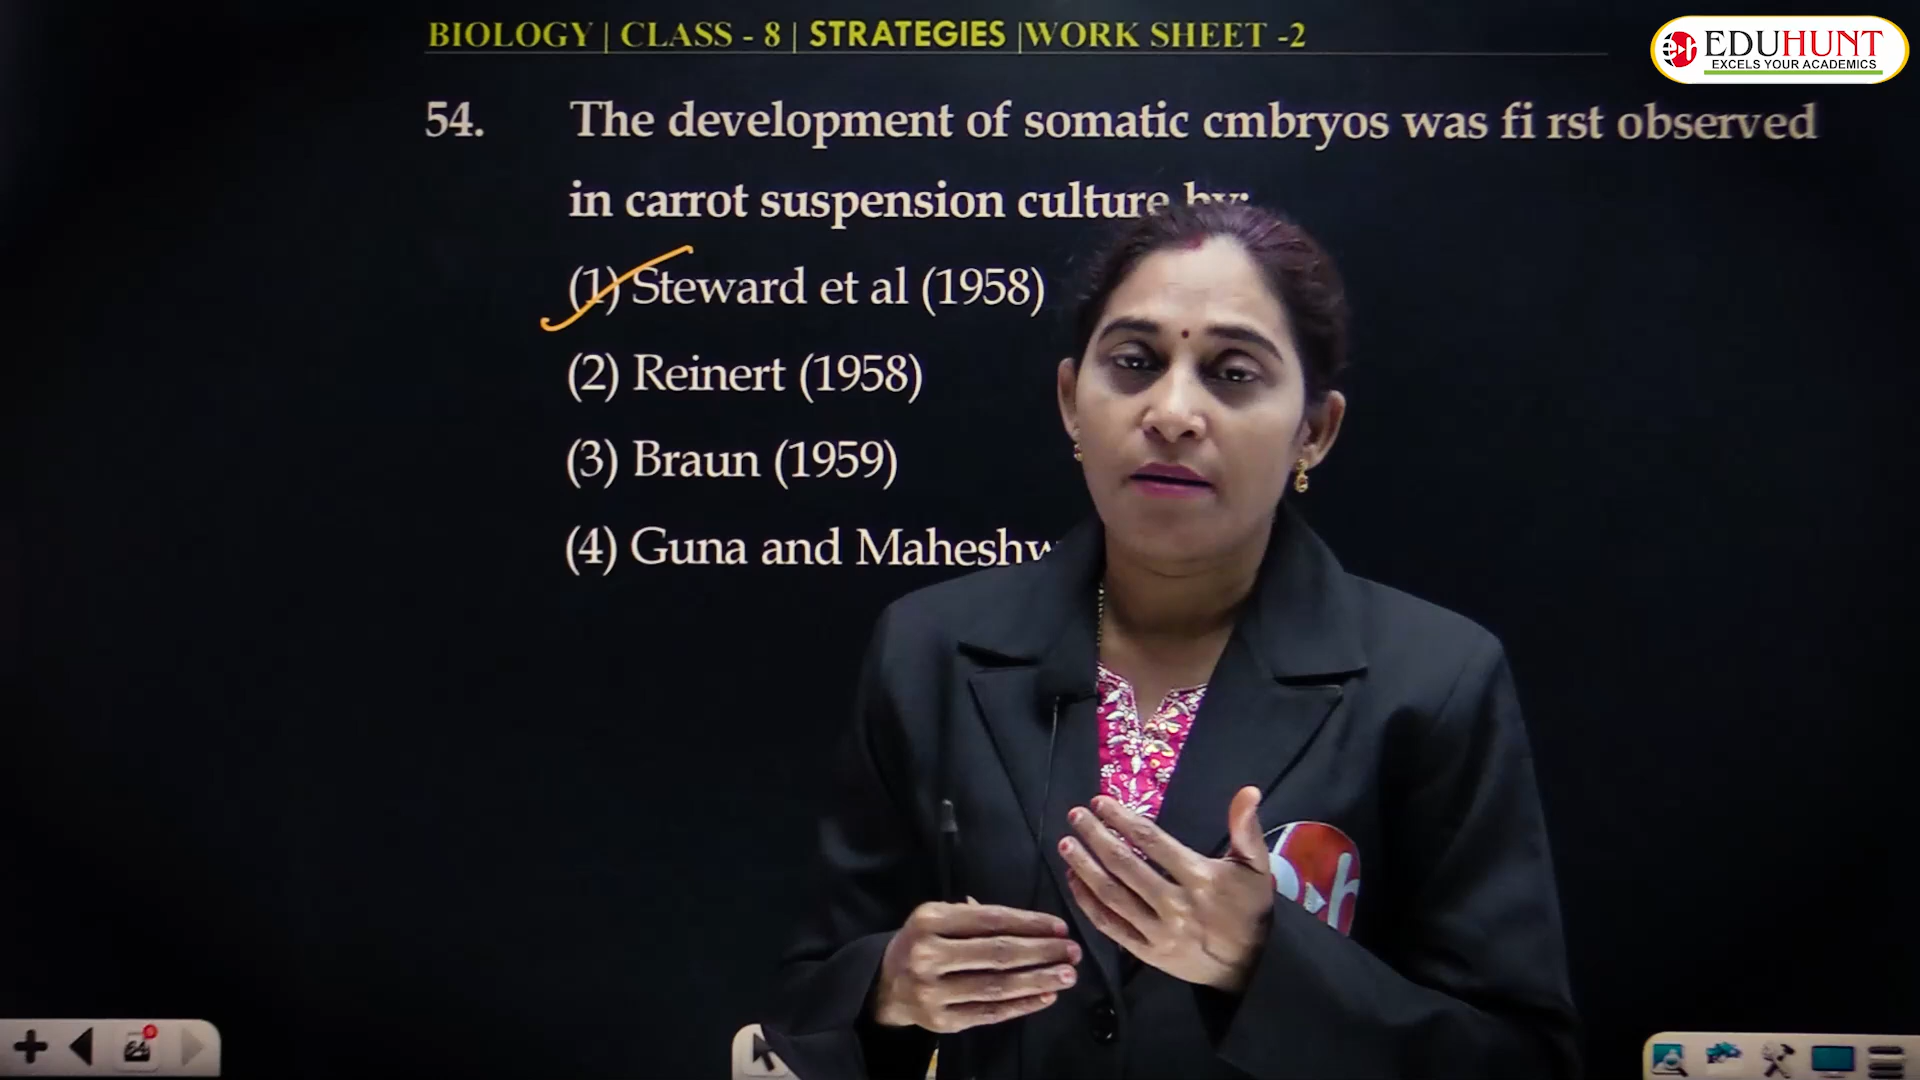 BIOLOGY | CLASS - 8 | STRATEGIES |WORK SHEET -2
EDUHUNT
EXCELS YOUR ACADEMICS
54. The development of somatic cmbryos was fi rst observed
in carrot suspension culture by:
(1) Steward et al (1958)
(2) Reinert (1958)
(3) Braun (1959)
(4) Guna and
64